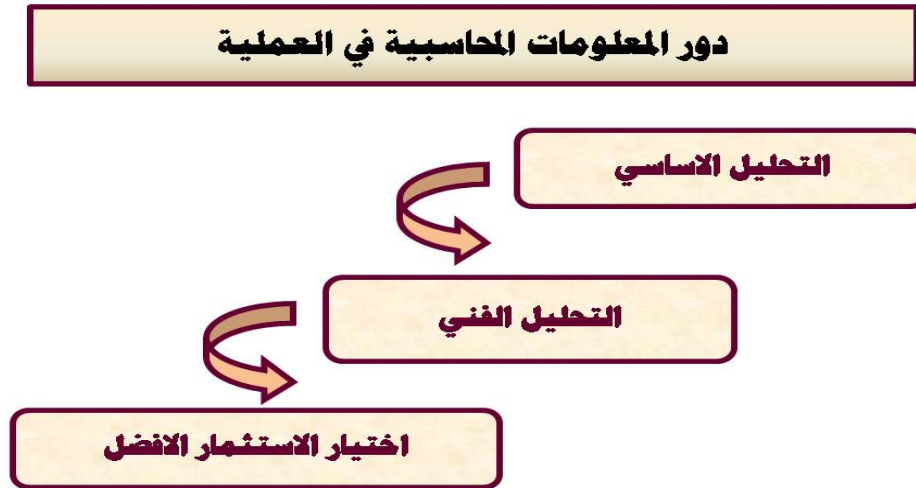 دور المعلومات المحاسبية في العملية
التحليل الاساسي
التحليل الفني
اختيار الاستثمار الافضل